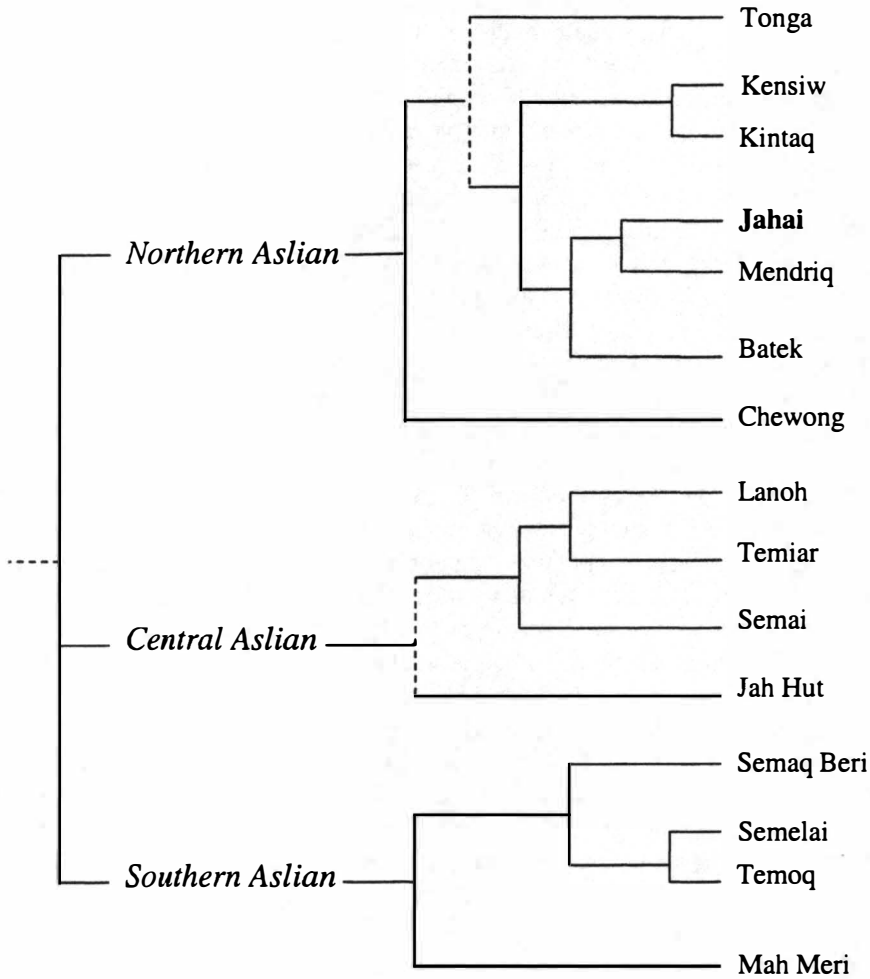 Tonga
Kensiw
Kintaq
Jahai
Northern Aslian
Mendriq
Batek
Chewong
Lanoh
Temiar
Semai
Central Aslian
Jah Hut
Semaq Beri
Semelai
Southern Aslian
Temoq
Mah Meri